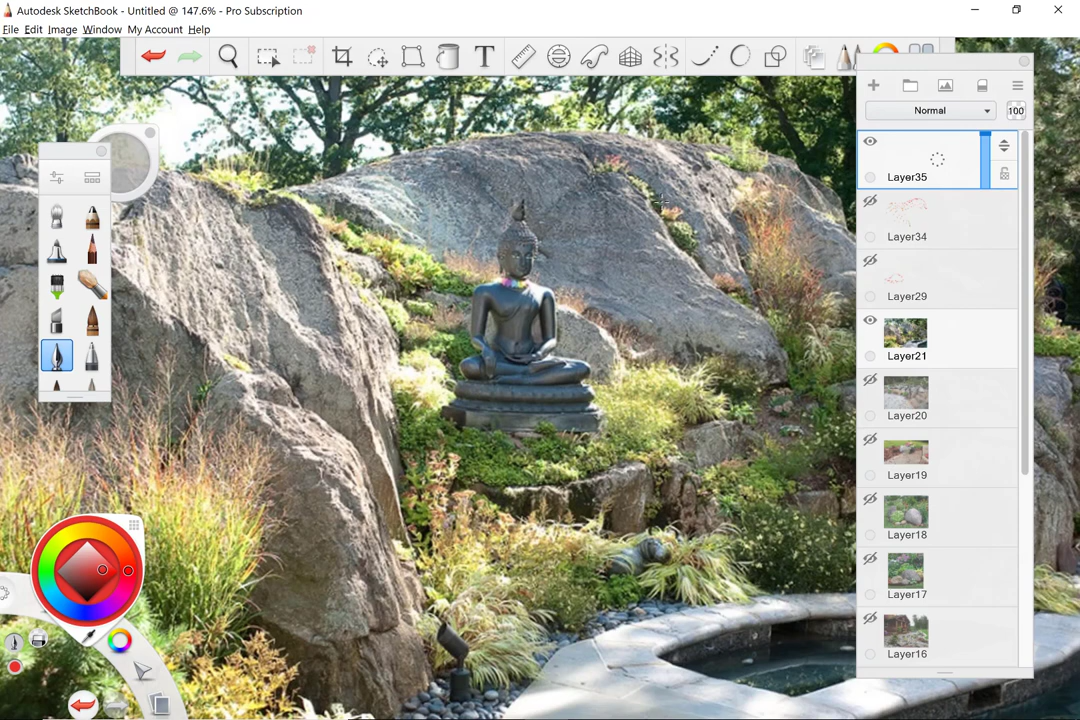 Autodesk SketchBook - Untitled @ 147.6% - Pro Subscription
File Edit Image Window My Account Help
T
Normal 100
Layer35
Layer34
Layer29
Layer21
Layer20
Layer19
Layer18
Layer17
Layer16